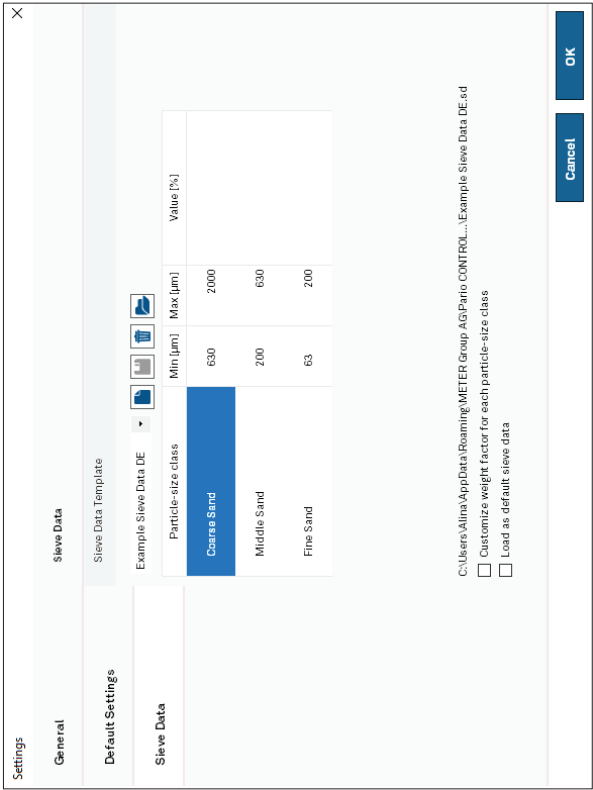 Settings
General
Default Settings
Sieve Data
Sieve Data
Sieve Data Template
Example Sieve Data DE
Particle-size class Min [µm] Max [µm] Value [%]
Coarse Sand 630 2000
Middle Sand 200 630
Fine Sand 63 200
C:\Users\Alina\AppData\Roaming\METER Group AG\Pario CONTROL...\Example Sieve Data DE.sd
Customize weight factor for each particle-size class
Load as default sieve data
Cancel OK